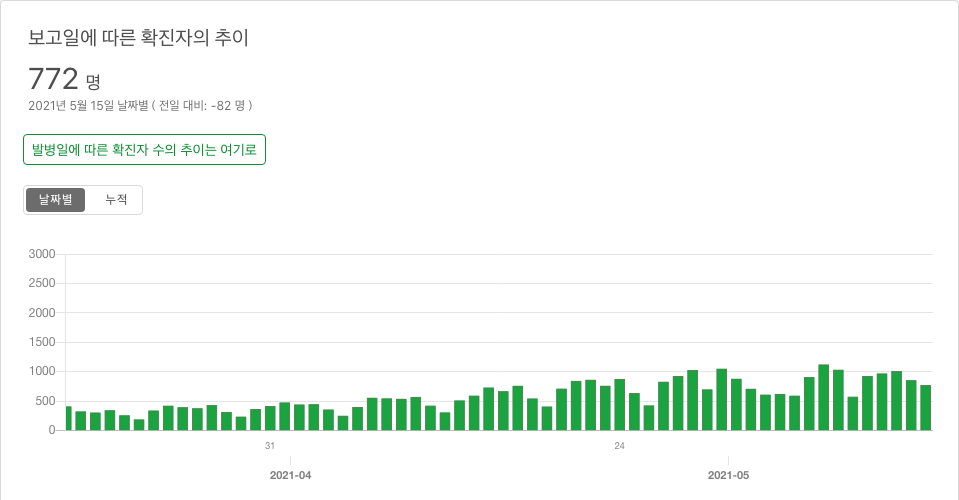 보고일에 따른 확진자의 추이
772 명
2021년 5월 15일 날짜별 ( 전일 대비: -82 명 )
발병일에 따른 확진자 수의 추이는 여기로
날짜별 누적
3000
2500
2000
1500
1000
500
0
31 24
2021-04 2021-05